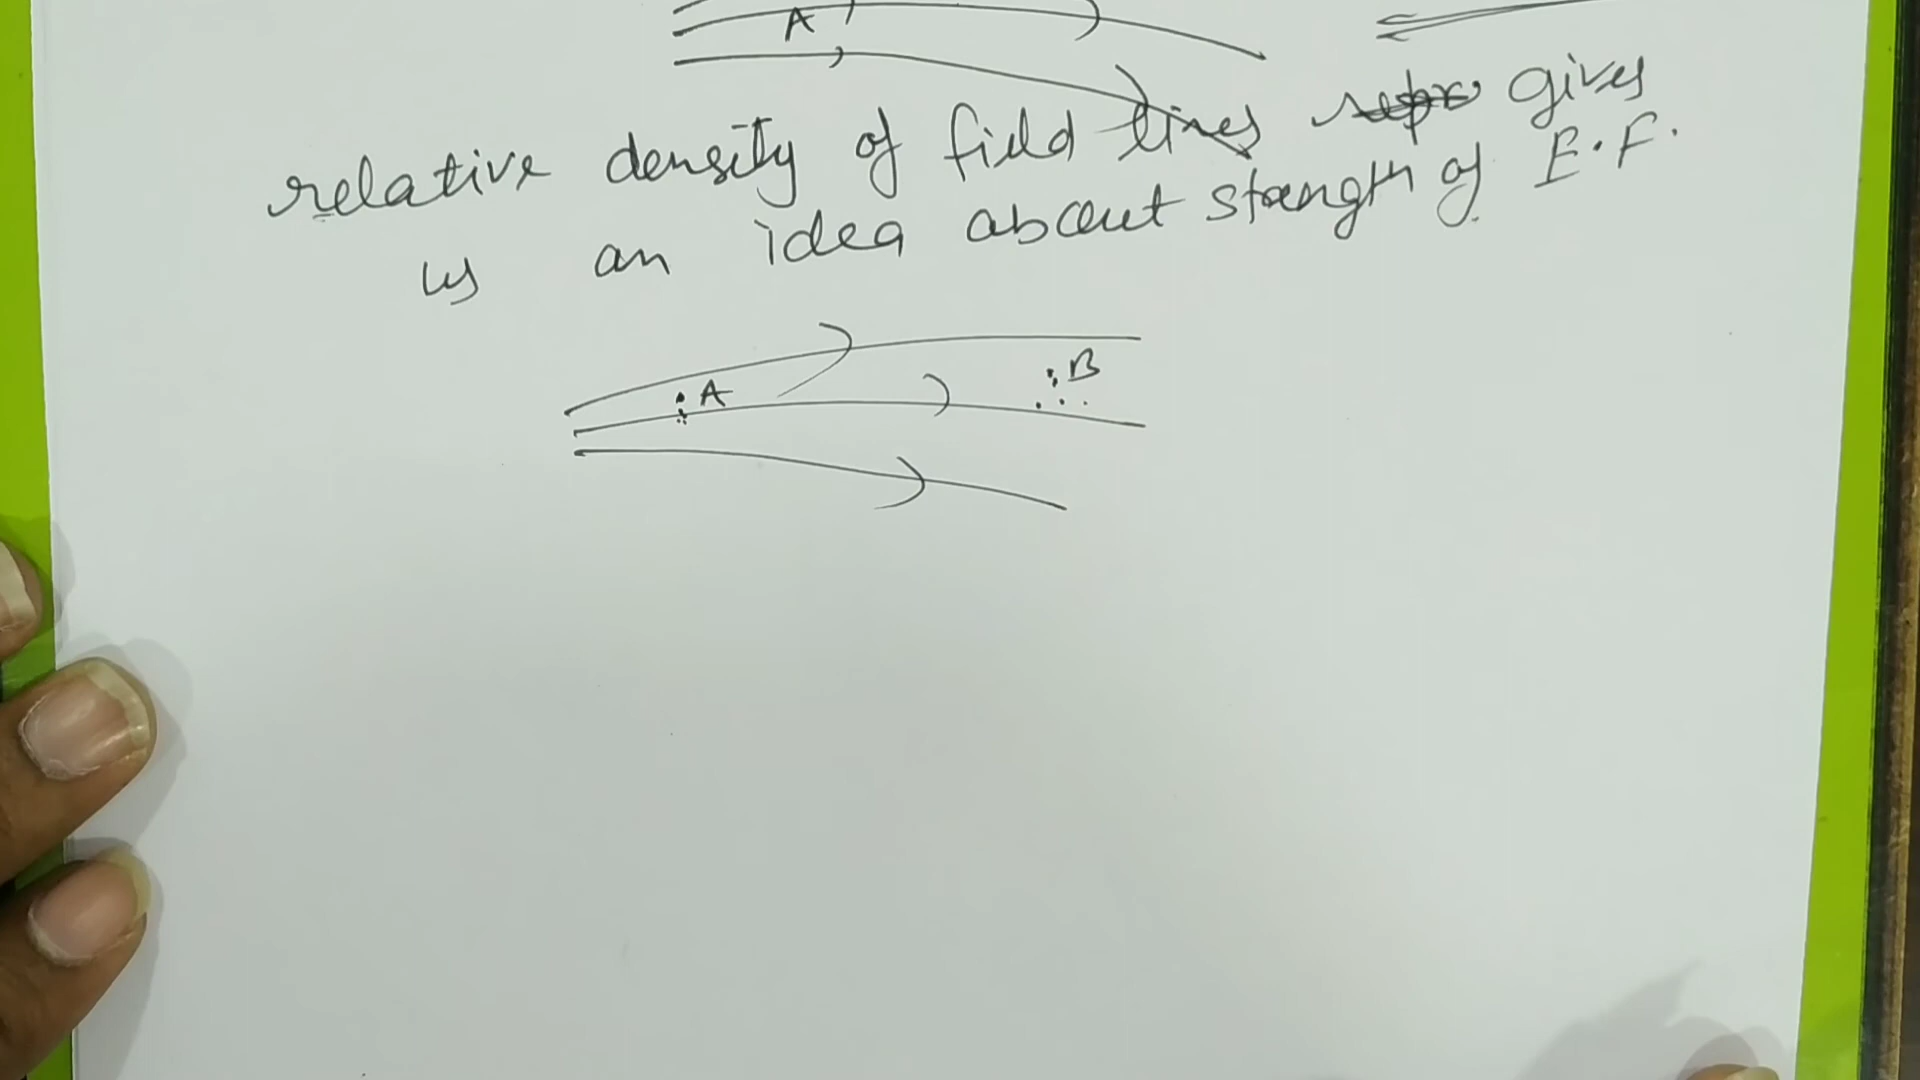 A
relative density of field lines gives
us an idea about strength of E.F.
A
B